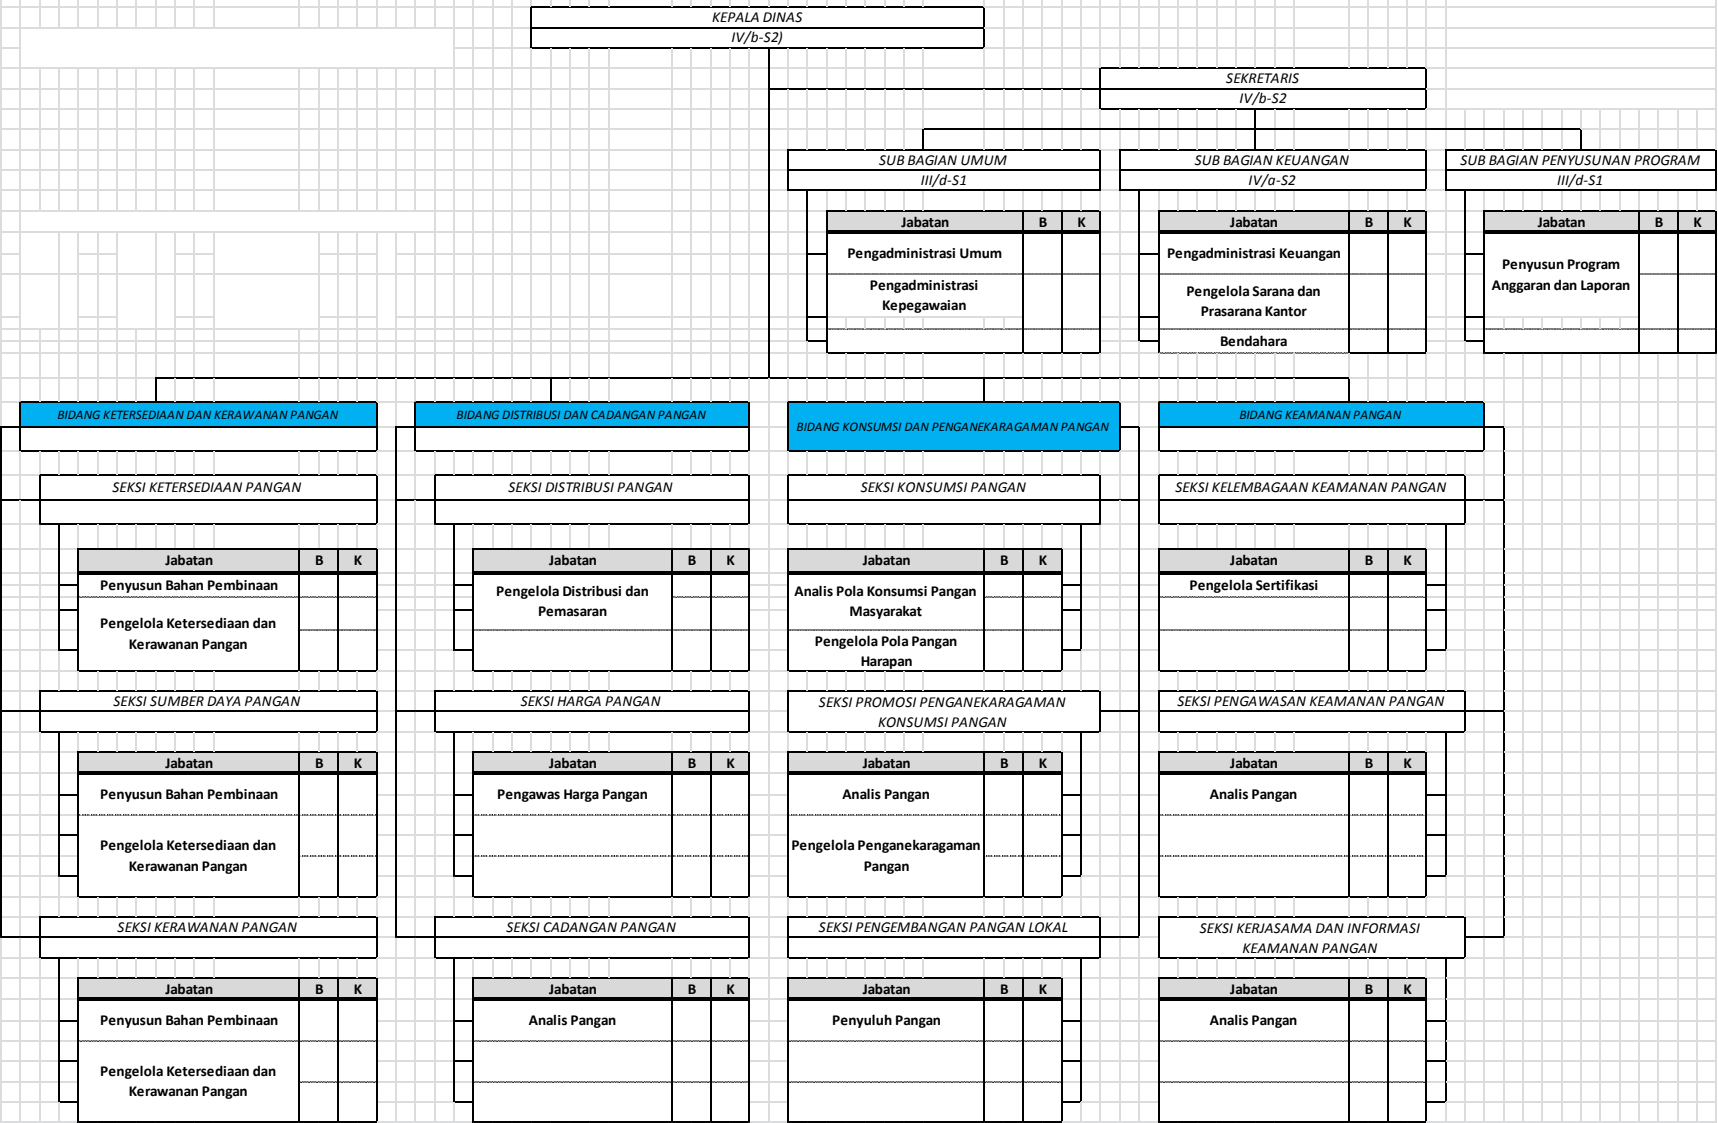 KEPALA DINAS
IV/b-S2)
SEKRETARIS
IV/b-S2
SUB BAGIAN UMUM
III/d-S1
SUB BAGIAN KEUANGAN
IV/a-S2
SUB BAGIAN PENYUSUNAN PROGRAM
III/d-S1
Jabatan B K
Pengadministrasi Umum
Pengadministrasi
Kepegawaian
Jabatan B K
Pengadministrasi Keuangan
Pengelola Sarana dan
Prasarana Kantor
Bendahara
Jabatan B K
Penyusun Program
Anggaran dan Laporan
BIDANG KETERSEDIAAN DAN KERAWANAN PANGAN
SEKSI KETERSEDIAAN PANGAN
Jabatan B K
Penyusun Bahan Pembinaan
Pengelola Ketersediaan dan
Kerawanan Pangan
SEKSI SUMBER DAYA PANGAN
Jabatan B K
Penyusun Bahan Pembinaan
Pengelola Ketersediaan dan
Kerawanan Pangan
SEKSI KERAWANAN PANGAN
Jabatan B K
Penyusun Bahan Pembinaan
Pengelola Ketersediaan dan
Kerawanan Pangan
BIDANG DISTRIBUSI DAN CADANGAN PANGAN
SEKSI DISTRIBUSI PANGAN
Jabatan B K
Pengelola Distribusi dan
Pemasaran
SEKSI HARGA PANGAN
Jabatan B K
Pengawas Harga Pangan
SEKSI CADANGAN PANGAN
Jabatan B K
Analis Pangan
BIDANG KONSUMSI DAN PENGANEKARAGAMAN PANGAN
SEKSI KONSUMSI PANGAN
Jabatan B K
Analis Pola Konsumsi Pangan
Masyarakat
Pengelola Pola Pangan
Harapan
SEKSI PROMOSI PENGANEKARAGAMAN
KONSUMSI PANGAN
Jabatan B K
Analis Pangan
Pengelola Penganekaragaman
Pangan
SEKSI PENGEMBANGAN PANGAN LOKAL
Jabatan B K
Penyuluh Pangan
BIDANG KEAMANAN PANGAN
SEKSI KELEMBAGAAN KEAMANAN PANGAN
Jabatan B K
Pengelola Sertifikasi
SEKSI PENGAWASAN KEAMANAN PANGAN
Jabatan B K
Analis Pangan
SEKSI KERJASAMA DAN INFORMASI
KEAMANAN PANGAN
Jabatan B K
Analis Pangan